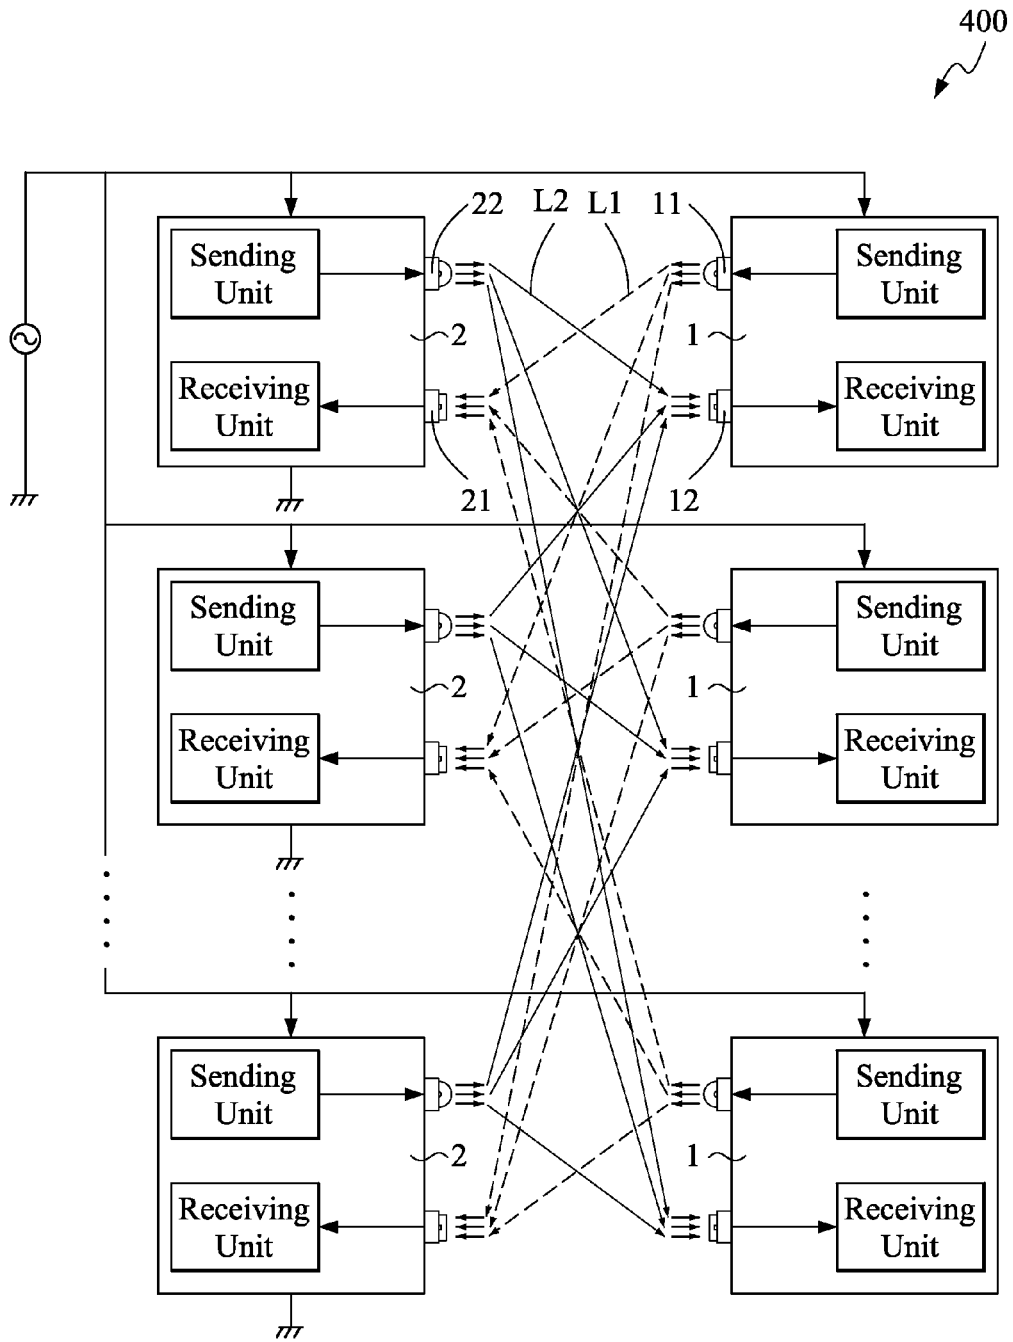 400
22
L2
L1
11
Sending
Unit
Sending
Unit
2
1
Receiving
Unit
Receiving
Unit
21
12
Sending
Unit
Sending
Unit
2
1
Receiving
Unit
Receiving
Unit
Sending
Unit
Sending
Unit
2
1
Receiving
Unit
Receiving
Unit